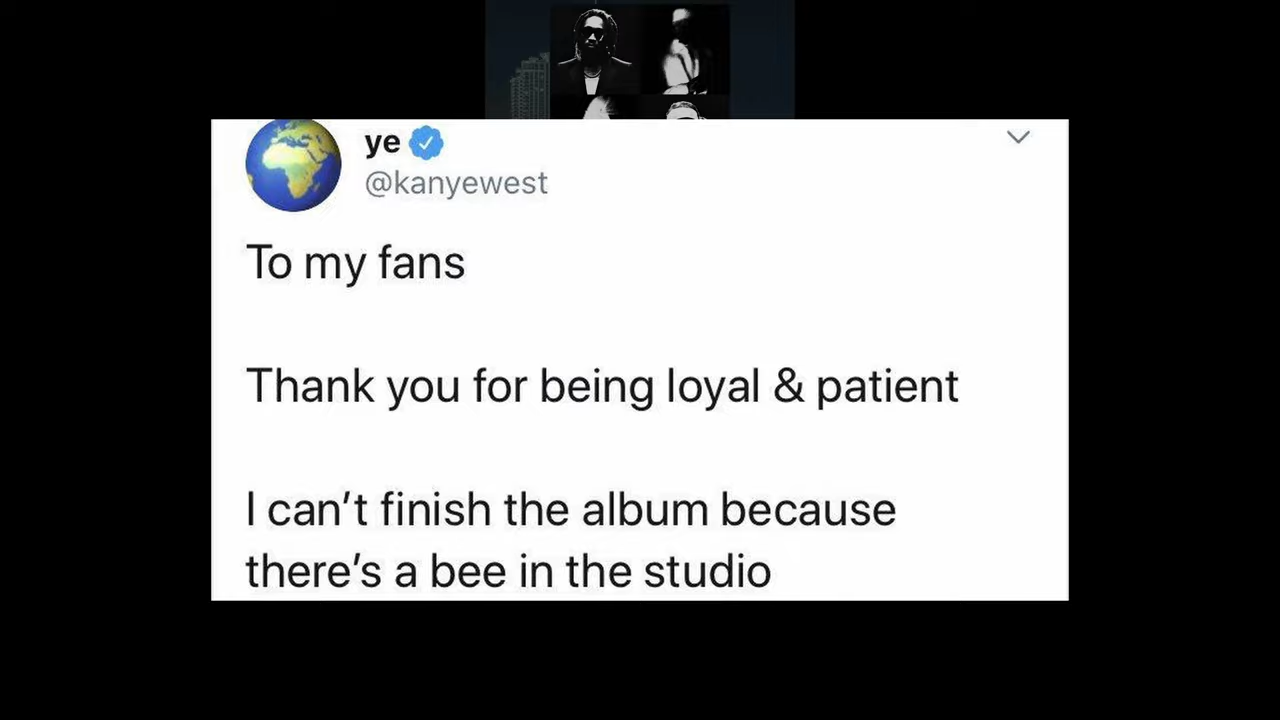 ye
@kanyewest
To my fans
Thank you for being loyal & patient
I can’t finish the album because
there’s a bee in the studio